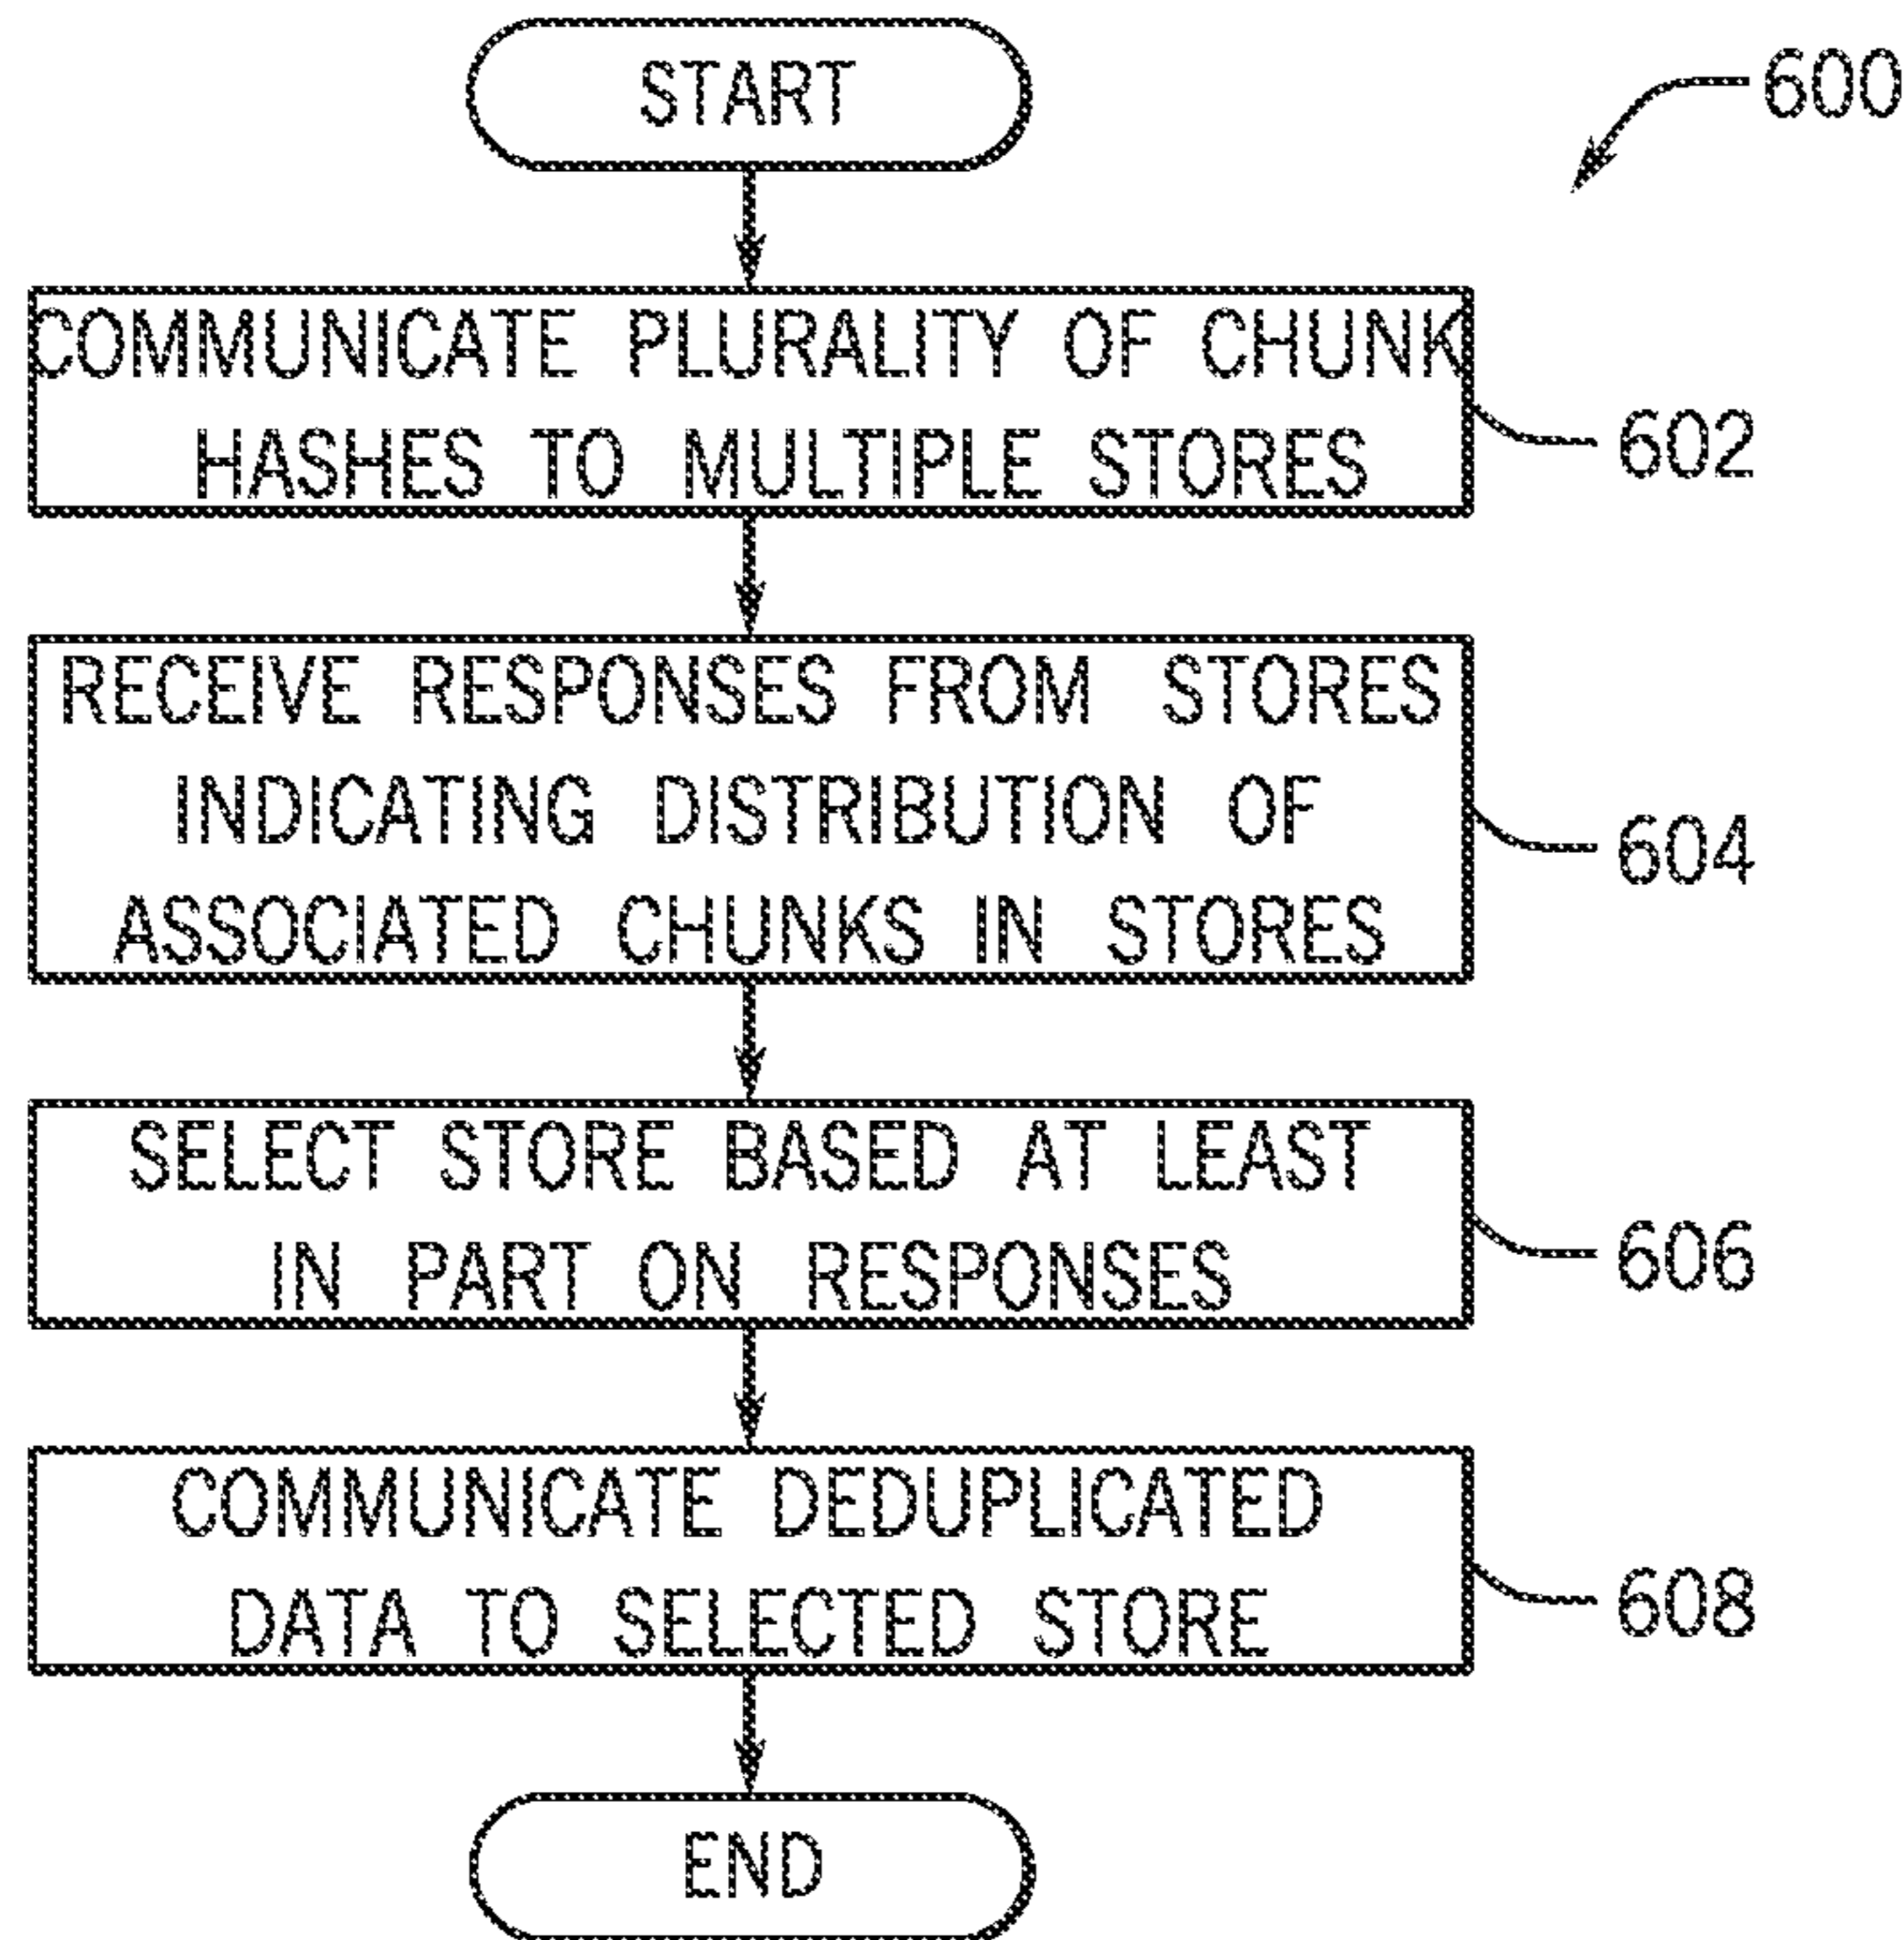 START
600
COMMUNICATE PLURALITY OF CHUNK
HASHES TO MULTIPLE STORES
602
RECEIVE RESPONSES FROM STORES
INDICATING DISTRIBUTION OF
ASSOCIATED CHUNKS IN STORES
604
SELECT STORE BASED AT LEAST
IN PART ON RESPONSES
606
COMMUNICATE DEDUPLICATED
DATA TO SELECTED STORE
608
END